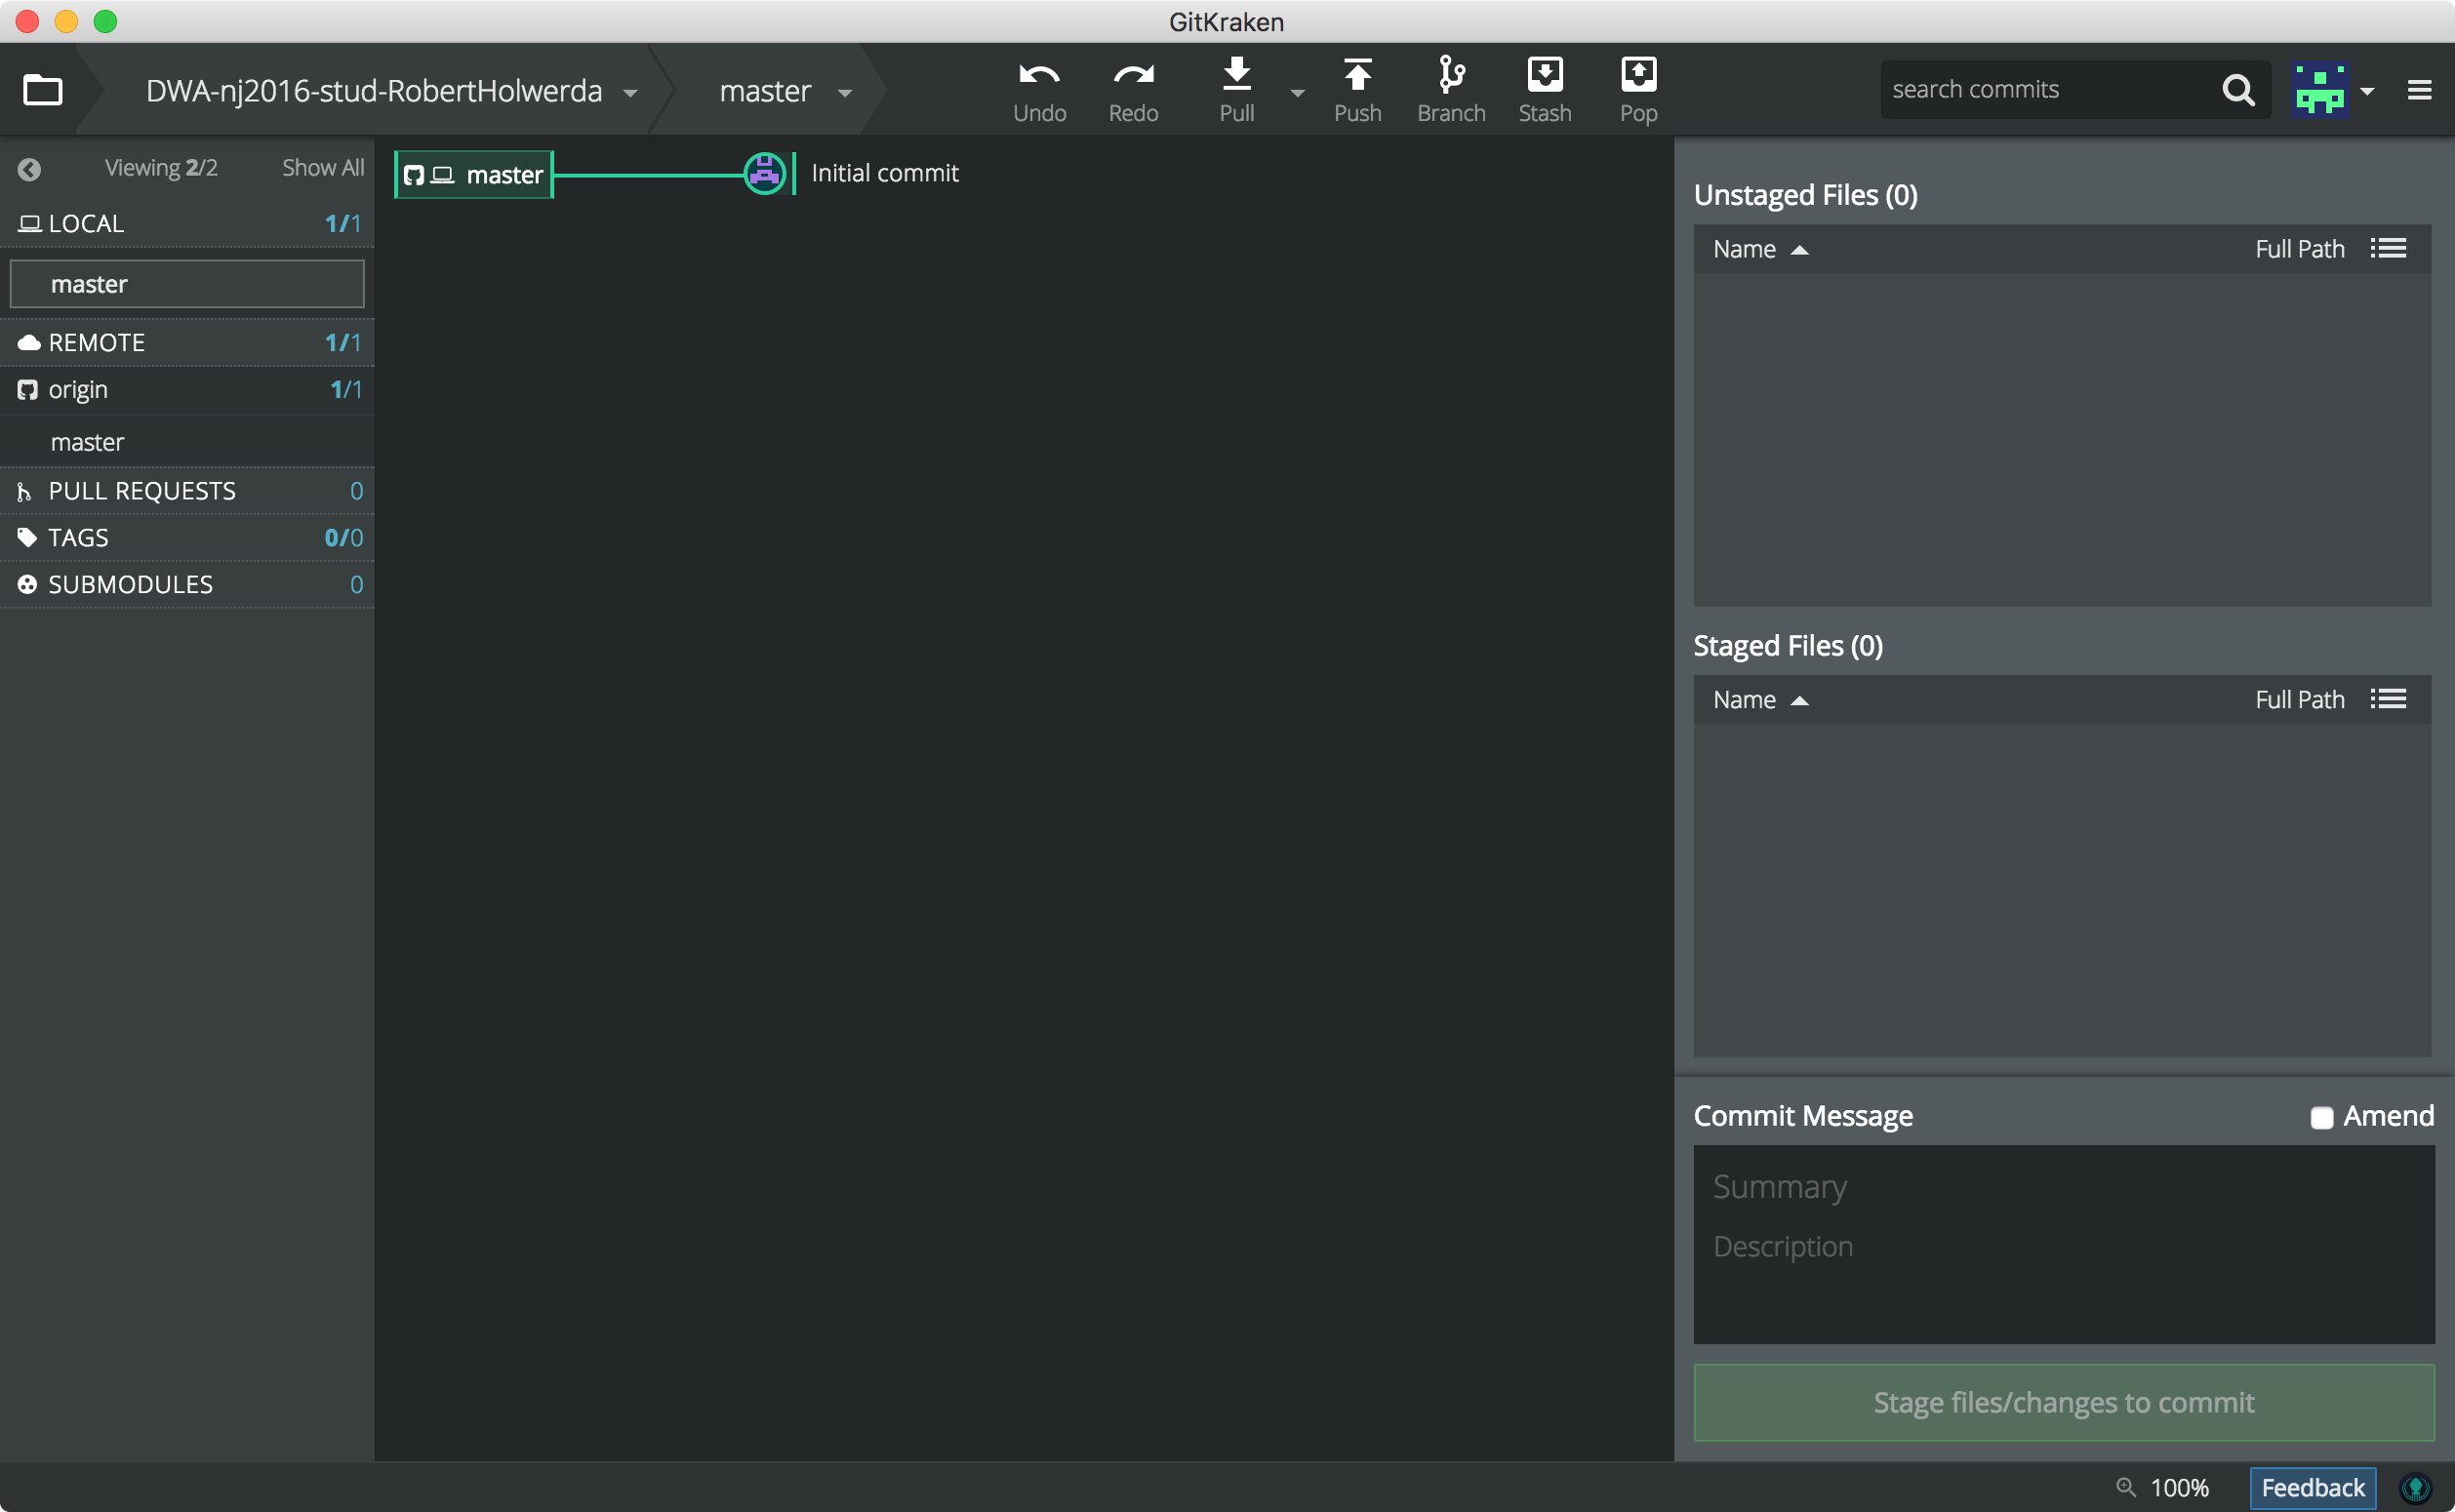 GitKraken
DWA-nj2016-stud-RobertHolwerda
master
Undo
Redo
Pull
Push
Branch
Stash
Pop
search commits
Viewing 2/2
Show All
LOCAL 1/1
master
REMOTE 1/1
origin 1/1
master
PULL REQUESTS 0
TAGS 0/0
SUBMODULES 0
master
Initial commit
Unstaged Files (0)
Name
Full Path
Staged Files (0)
Name
Full Path
Commit Message
Amend
Summary
Description
Stage files/changes to commit
100%
Feedback